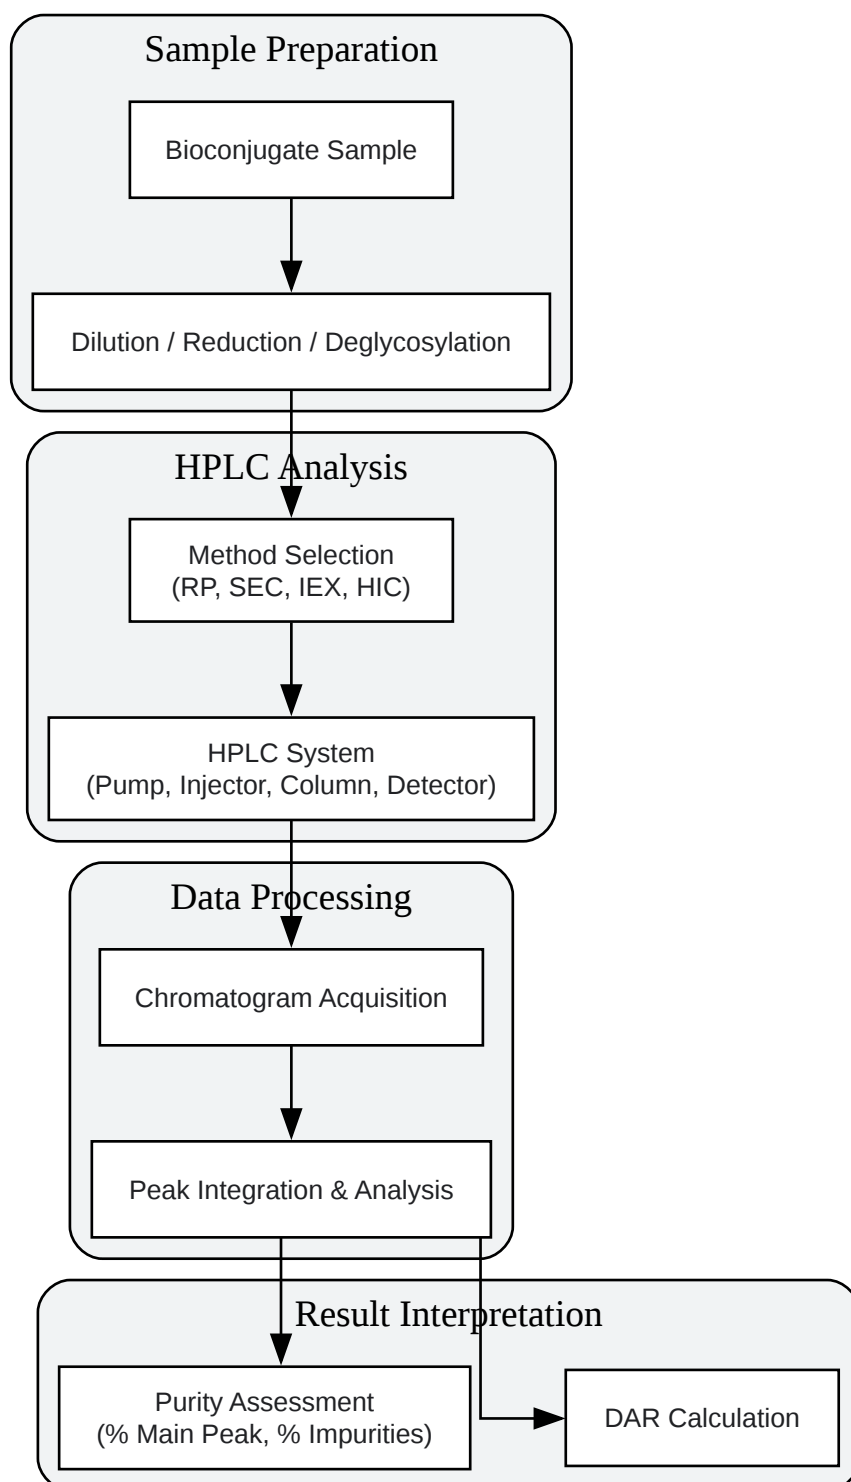 Sample Preparation
Bioconjugate Sample
Dilution / Reduction / Deglycosylation
HPLC Analysis
Method Selection
(RP, SEC, IEX, HIC)
HPLC System
(Pump, Injector, Column, Detector)
Data Processing
Chromatogram Acquisition
Peak Integration & Analysis
Result Interpretation
Purity Assessment
(% Main Peak, % Impurities)
DAR Calculation